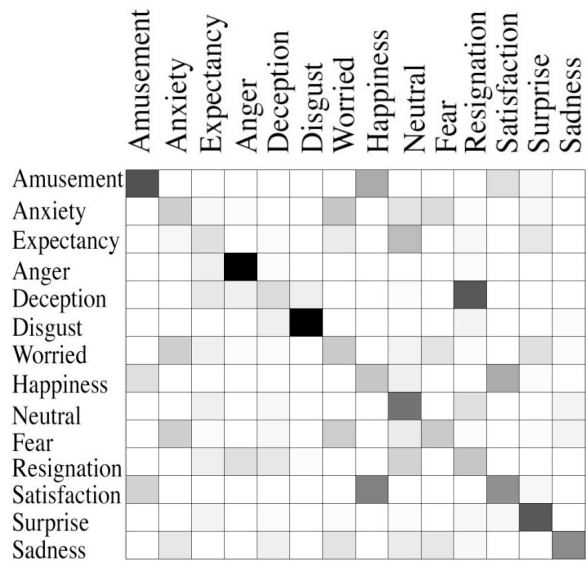 Amusement
Anxiety
Expectancy
Anger
Deception
Disgust
Worried
Happiness
Neutral
Fear
Resignation
Satisfaction
Surprise
Sadness
Amusement
Anxiety
Expectancy
Anger
Deception
Disgust
Worried
Happiness
Neutral
Fear
Resignation
Satisfaction
Surprise
Sadness